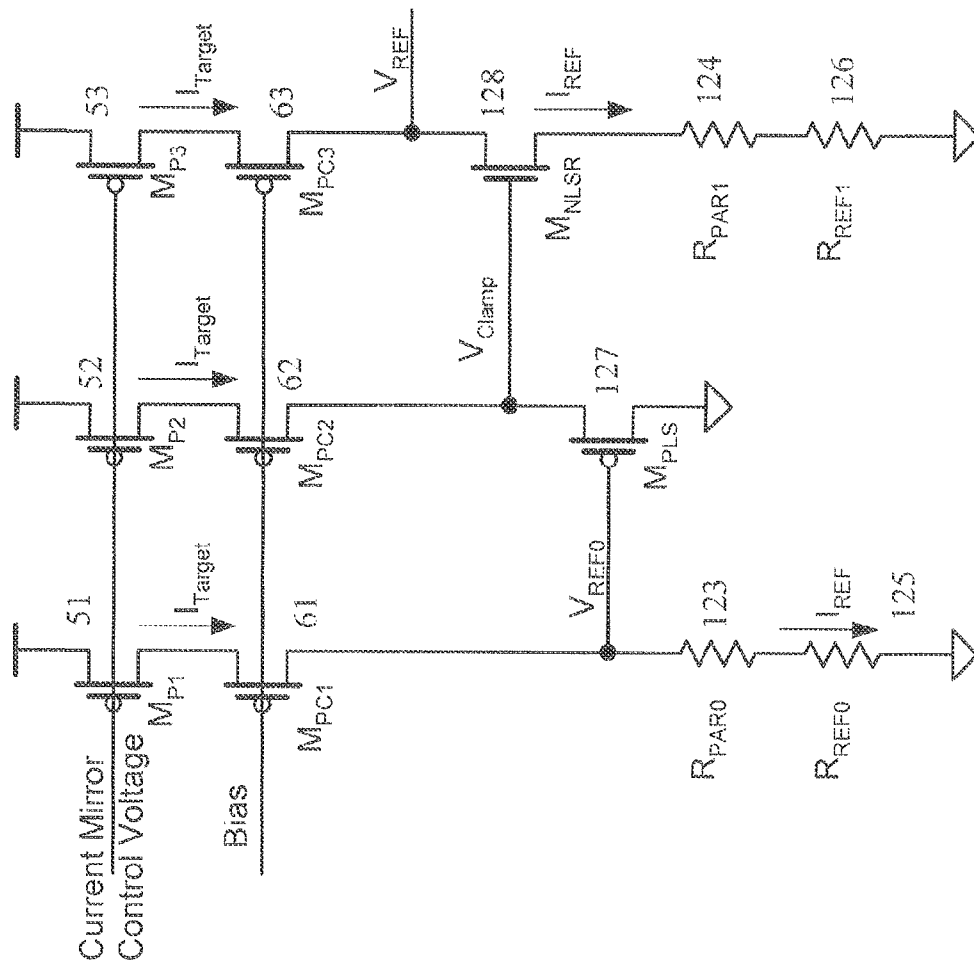 53
I_Target
63
V_REF
128
I_REF
124
126
M_P3
M_PC3
M_NLSR
R_PAR1
R_REF1
52
I_Target
62
V_Clamp
127
M_P2
M_PC2
M_PLS
51
I_Target
61
V_REF0
123
I_REF
125
M_P1
M_PC1
R_PAR0
R_REF0
Current Mirror
Control Voltage
Bias